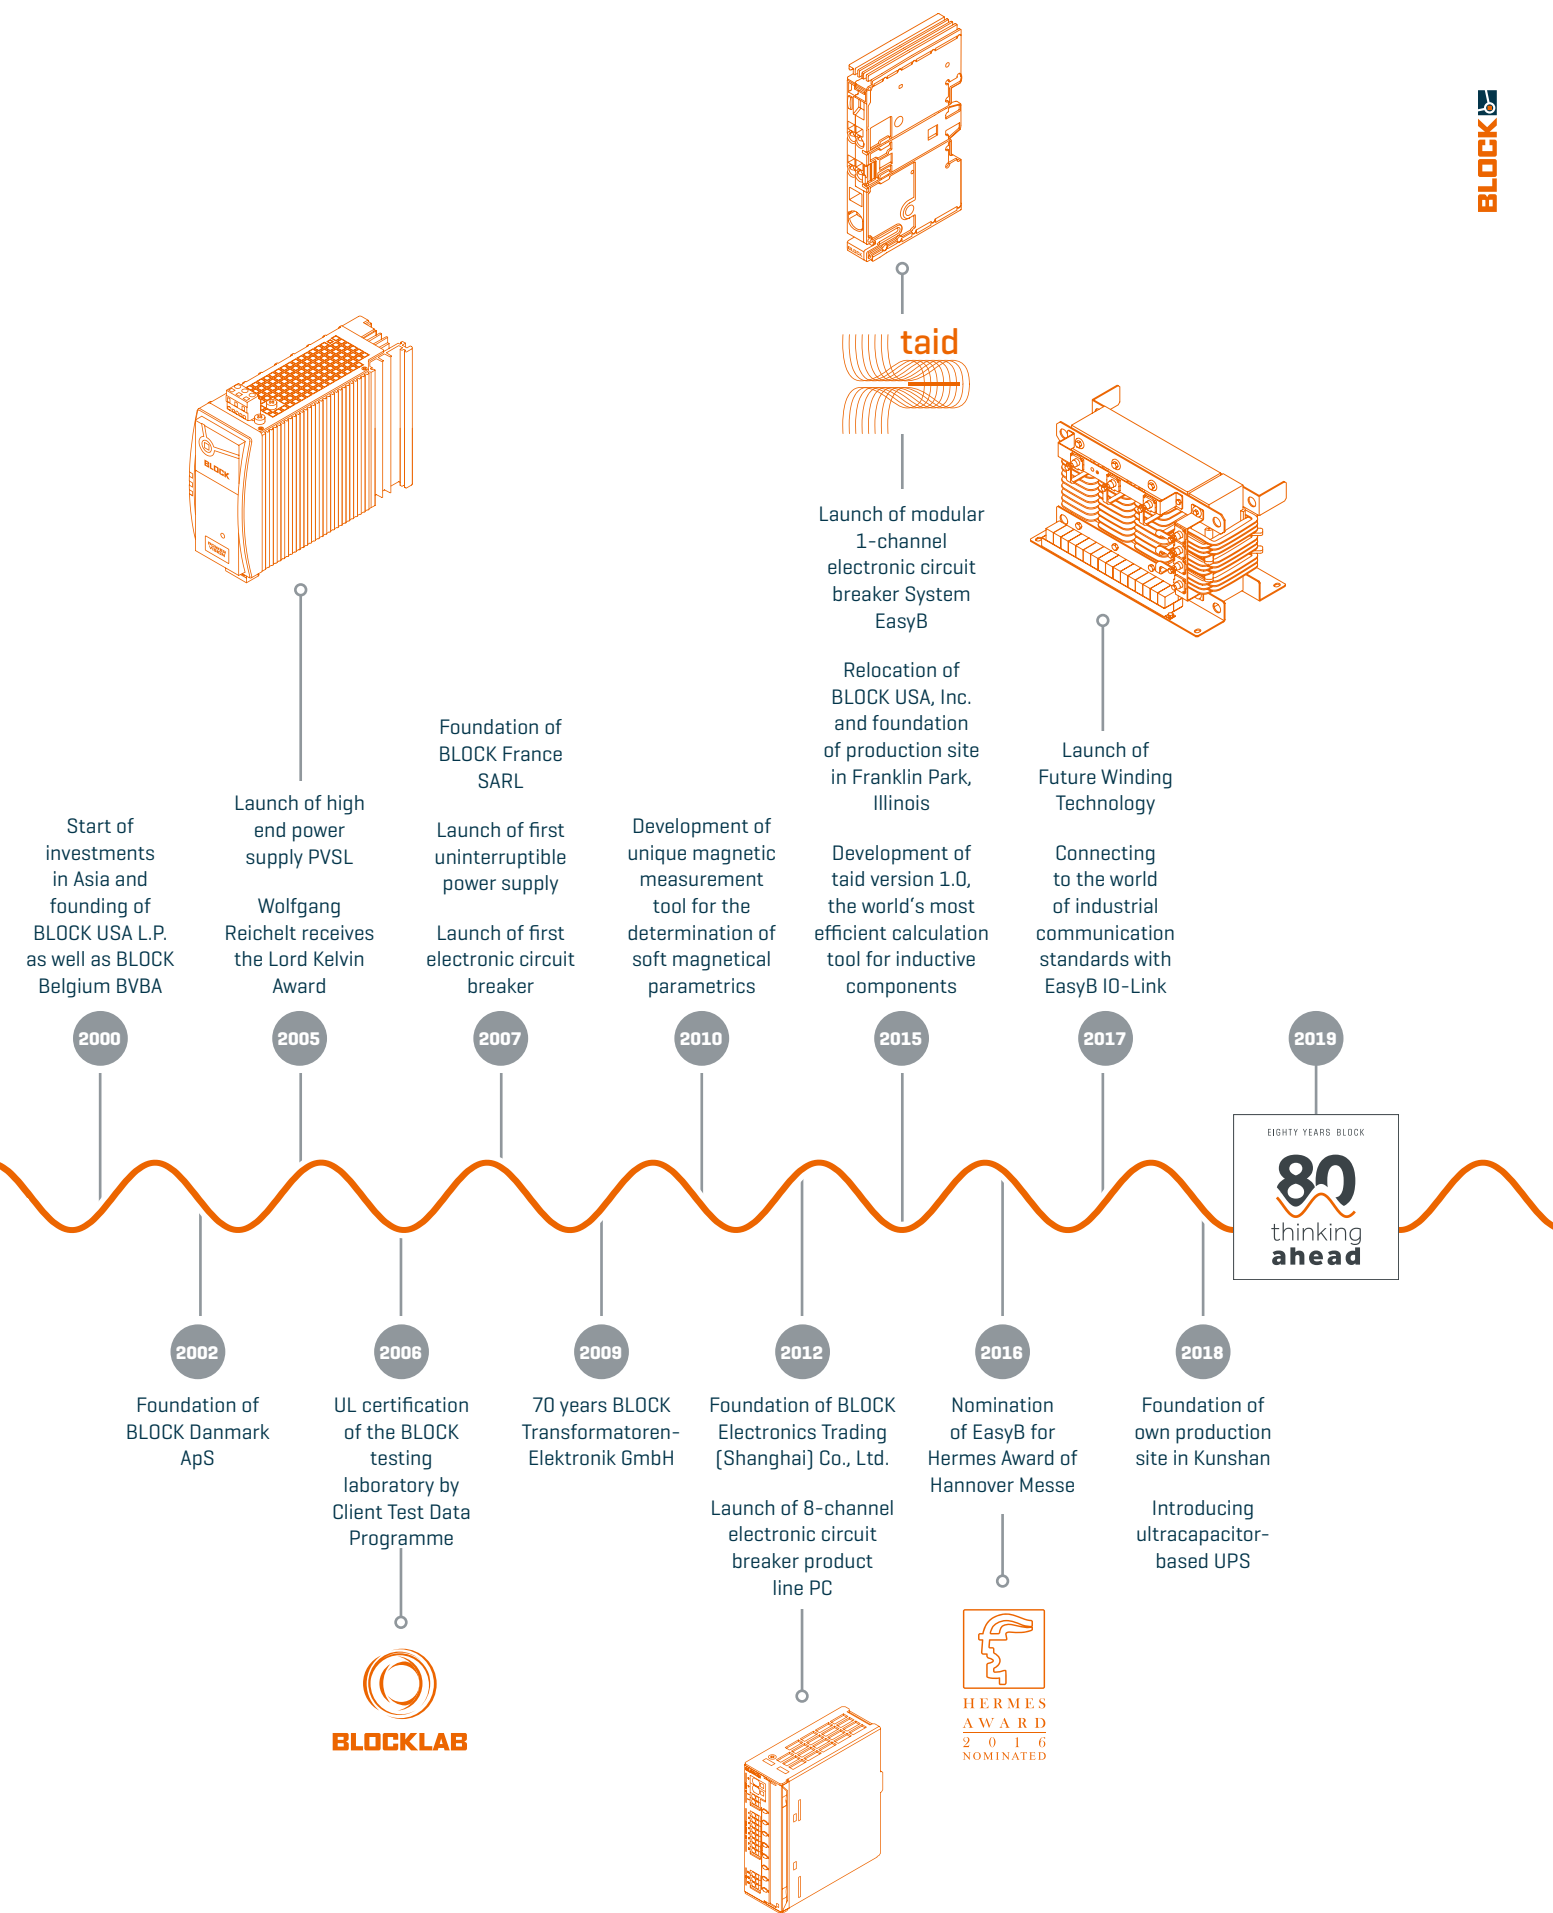 BLOCK
taid
BLOCK
Launch of modular
1-channel
electronic circuit
breaker System
EasyB
Relocation of
BLOCK USA, Inc.
and foundation
of production site
in Franklin Park,
Illinois
Development of
taid version 1.0,
the world's most
efficient calculation
tool for inductive
components
Start of
investments
in Asia and
founding of
BLOCK USA L.P.
as well as BLOCK
Belgium BVBA
Launch of high
end power
supply PVSL
Wolfgang
Reichelt receives
the Lord Kelvin
Award
Foundation of
BLOCK France
SARL
Launch of first
uninterruptible
power supply
Launch of first
electronic circuit
breaker
Development of
unique magnetic
measurement
tool for the
determination of
soft magnetical
parametrics
Launch of
Future Winding
Technology
Connecting
to the world
of industrial
communication
standards with
EasyB IO-Link
2000
2005
2007
2010
2015
2017
2019
EIGHTY YEARS BLOCK
80
thinking
ahead
2002
2006
2009
2012
2016
2018
Foundation of
BLOCK Danmark
ApS
UL certification
of the BLOCK
testing
laboratory by
Client Test Data
Programme
BLOCKLAB
70 years BLOCK
Transformatoren-
Elektronik GmbH
Foundation of BLOCK
Electronics Trading
(Shanghai) Co., Ltd.
Launch of 8-channel
electronic circuit
breaker product
line PC
Nomination
of EasyB for
Hermes Award of
Hannover Messe
HERMES
AWARD
2016
NOMINATED
Foundation of
own production
site in Kunshan
Introducing
ultracapacitor-
based UPS